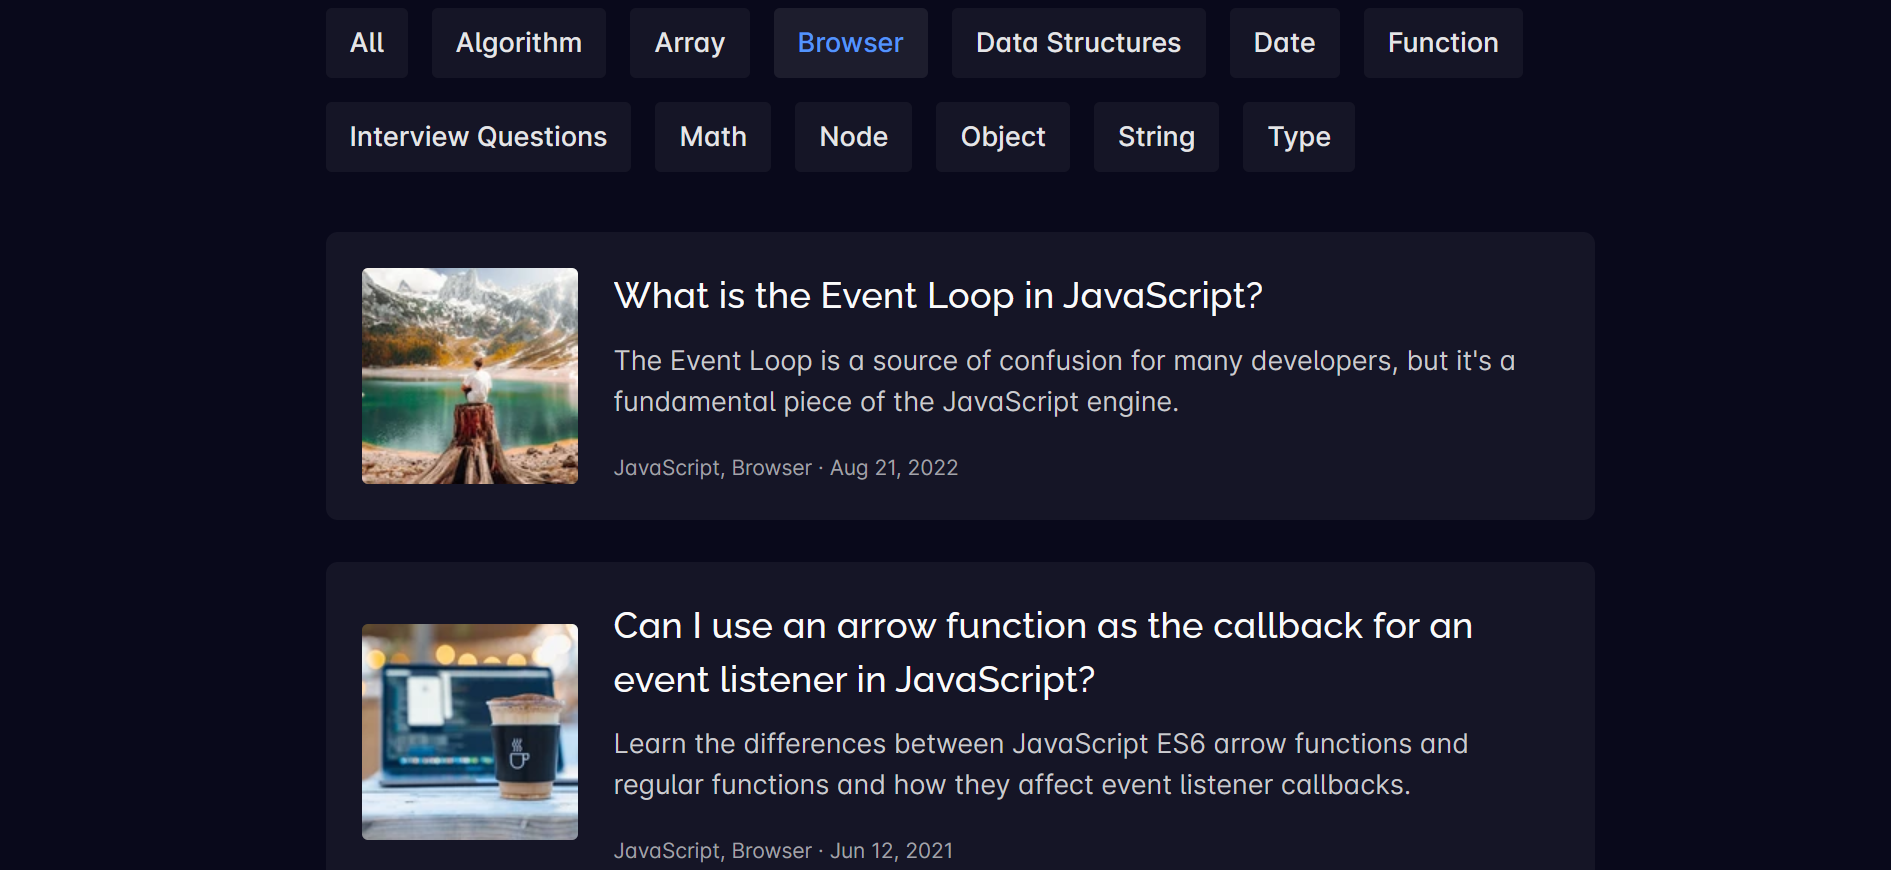 All Algorithm Array Browser Data Structures Date Function
Interview Questions Math Node Object String Type
What is the Event Loop in JavaScript?
The Event Loop is a source of confusion for many developers, but it's a
fundamental piece of the JavaScript engine.
JavaScript, Browser · Aug 21, 2022
Can I use an arrow function as the callback for an
event listener in JavaScript?
Learn the differences between JavaScript ES6 arrow functions and
regular functions and how they affect event listener callbacks.
JavaScript, Browser · Jun 12, 2021